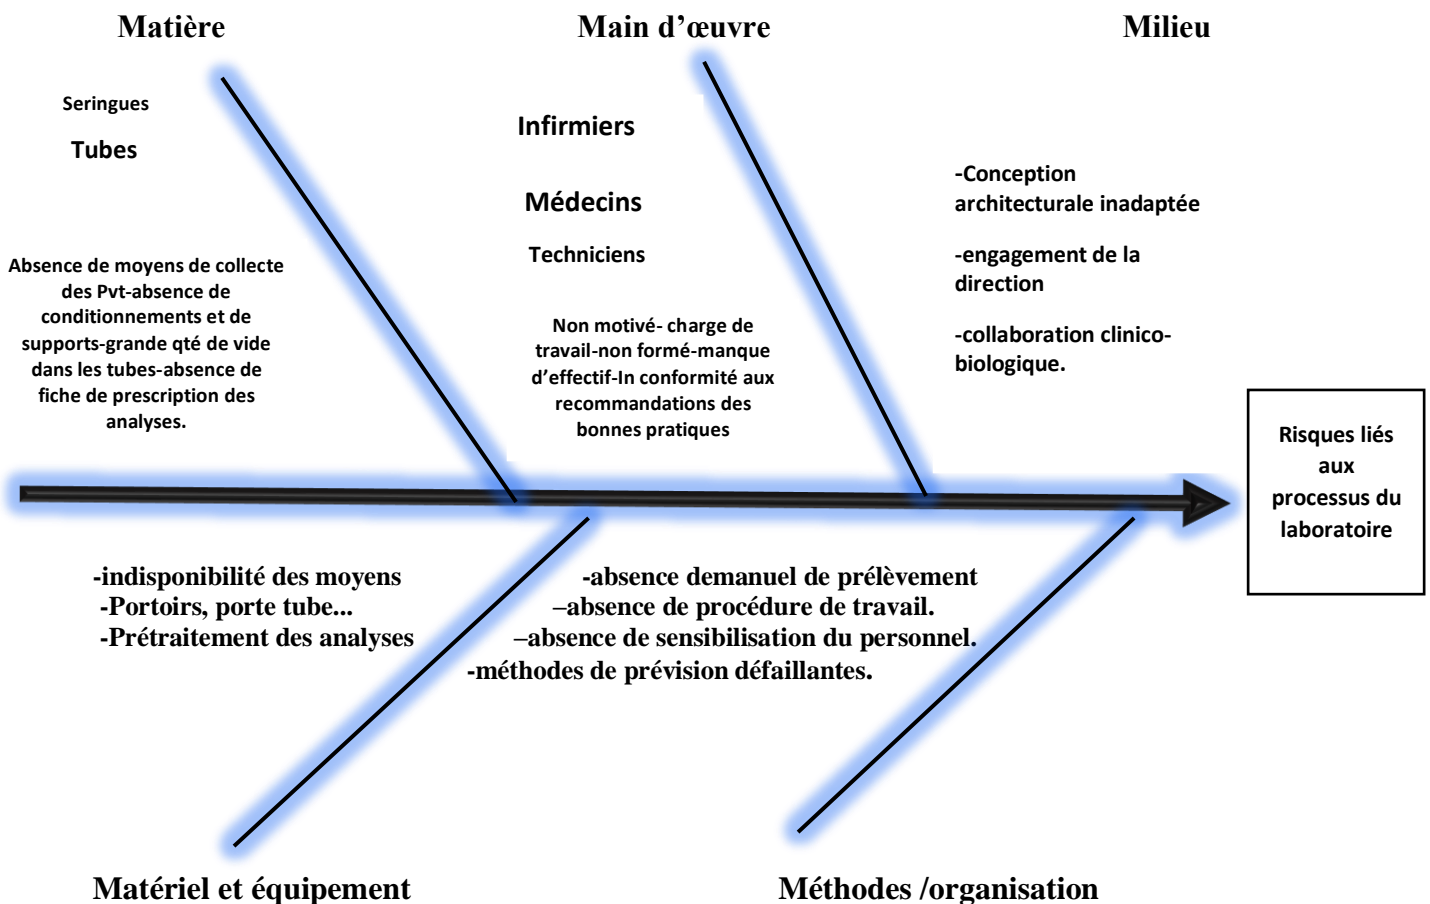 Matière
Main d’œuvre
Milieu
Seringues
Tubes
Absence de moyens de collecte
des Pvt-absence de
conditionnements et de
supports-grande qté de vide
dans les tubes-absence de
fiche de prescription des
analyses.
Infirmiers
Médecins
Techniciens
Non motivé- charge de
travail-non formé-manque
d’effectif-In conformité aux
recommandations des
bonnes pratiques
-Conception
architecturale inadaptée
-engagement de la
direction
-collaboration clinico-
biologique.
Risques liés
aux
processus du
laboratoire
-indisponibilité des moyens
-Portoirs, porte tube...
-Prétraitement des analyses
-absence demanuel de prélèvement
–absence de procédure de travail.
–absence de sensibilisation du personnel.
-méthodes de prévision défaillantes.
Matériel et équipement
Méthodes /organisation